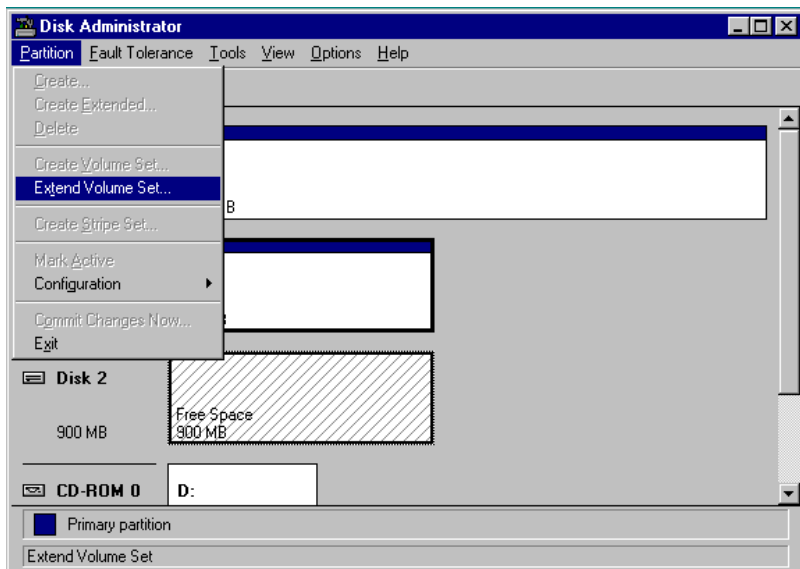 Disk Administrator
Partition Fault Tolerance Tools View Options Help
Create...
Create Extended...
Delete
Create Volume Set...
Extend Volume Set...
Create Stripe Set...
Mark Active
Configuration
Commit Changes Now...
Exit
B
Disk 2
900 MB
Free Space
900 MB
CD-ROM 0
D:
Primary partition
Extend Volume Set